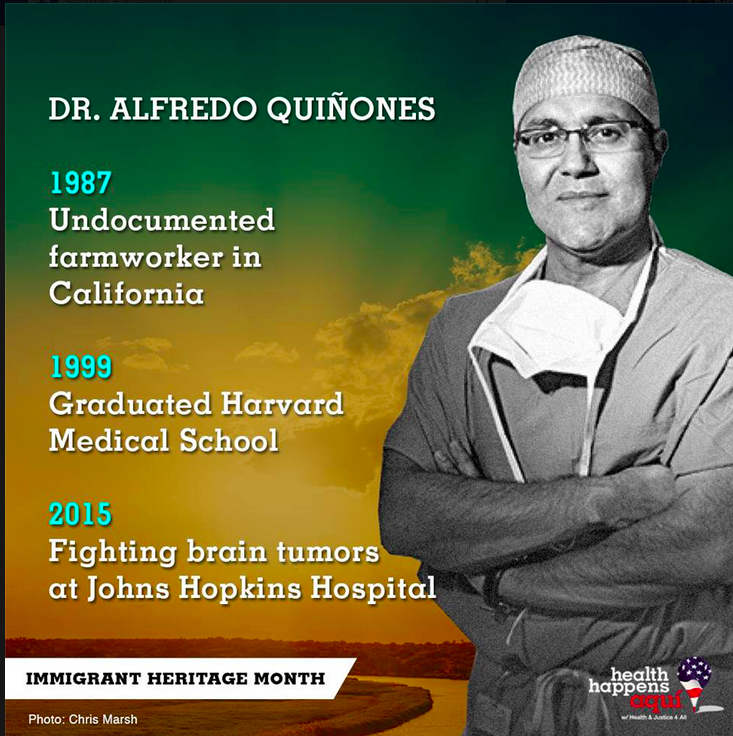 DR. ALFREDO QUIÑONES
1987
Undocumented
farmworker in
California
1999
Graduated Harvard
Medical School
2015
Fighting brain tumors
at Johns Hopkins Hospital
IMMIGRANT HERITAGE MONTH
Photo: Chris Marsh
health
happens
aquí
w/ Health & Justice 4 All